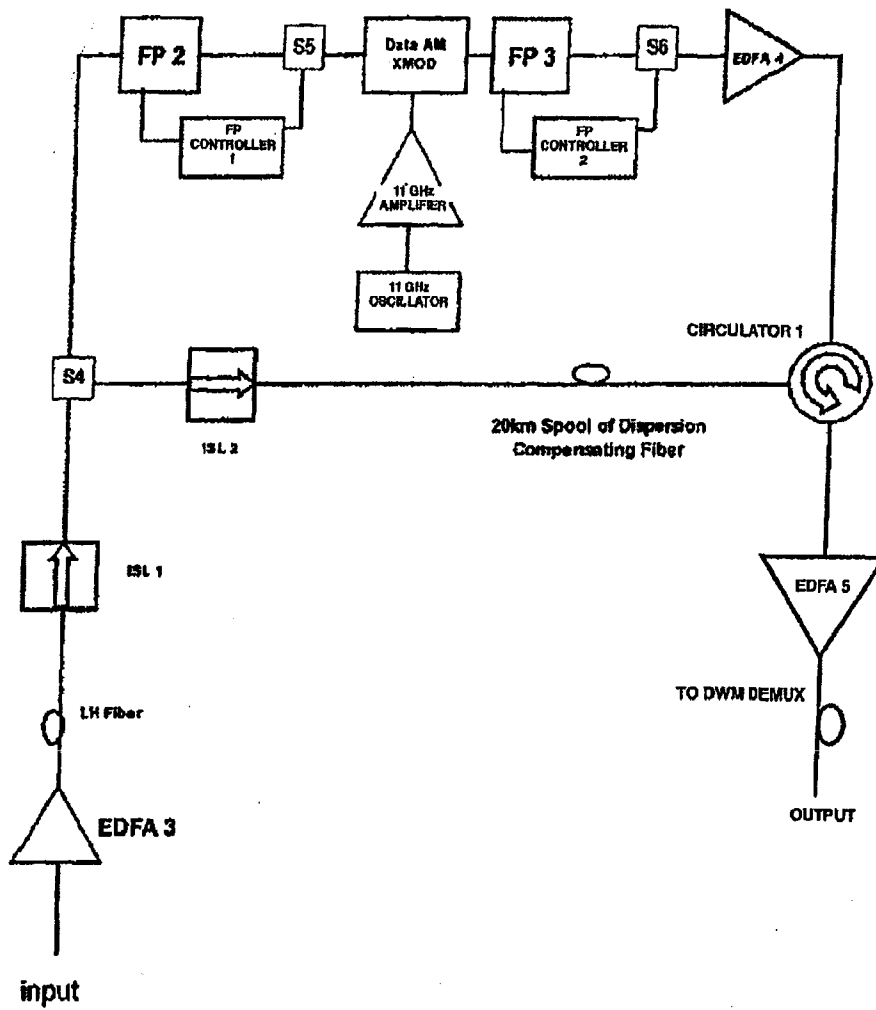 FP 2
S5
Data AM
XMOD
FP 3
S6
EDFA 4
FP
CONTROLLER
1
FP
CONTROLLER
2
11 GHz
AMPLIFIER
11 GHz
OSCILLATOR
CIRCULATOR 1
S4
ISL 2
20km Spool of Dispersion
Compensating Fiber
ISL 1
EDFA 5
LH Fiber
TO DWM DEMUX
EDFA 3
OUTPUT
input